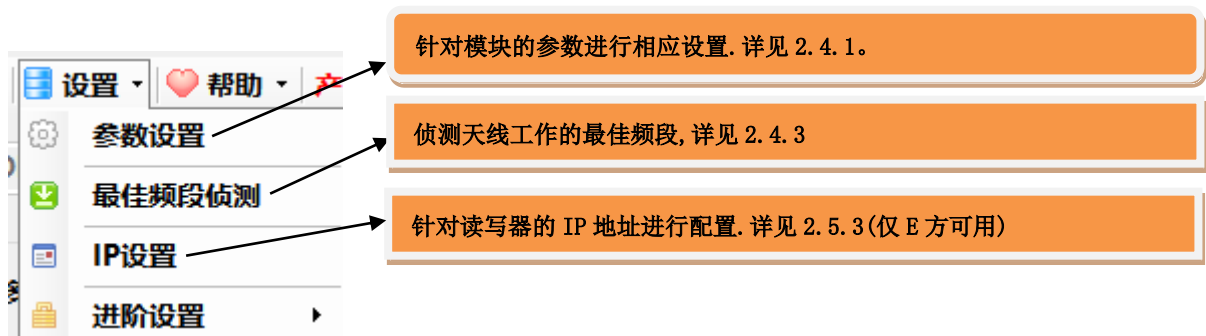 针对模块的参数进行相应设置.详见 2.4.1。
设置 帮助
参数设置
侦测天线工作的最佳频段,详见 2.4.3
最佳频段侦测
针对读写器的 IP 地址进行配置.详见 2.5.3(仅 E 方可用)
IP设置
进阶设置